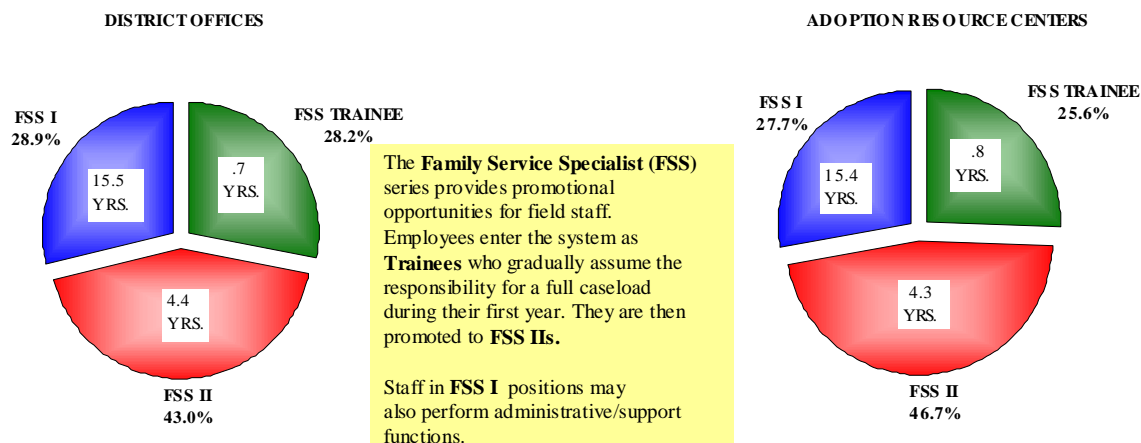 DISTRICT OFFICES
FSS I
28.9%
FSS TRAINEE
28.2%
15.5
YRS.
.7
YRS.
4.4
YRS.
FSS II
43.0%
The Family Service Specialist (FSS)
series provides promotional
opportunities for field staff.
Employees enter the system as
Trainees who gradually assume the
responsibility for a full caseload
during their first year. They are then
promoted to FSS IIs.
Staff in FSS I positions may
also perform administrative/support
functions.
ADOPTION RESOURCE CENTERS
FSS I
27.7%
FSS TRAINEE
25.6%
15.4
YRS.
.8
YRS.
4.3
YRS.
FSS II
46.7%